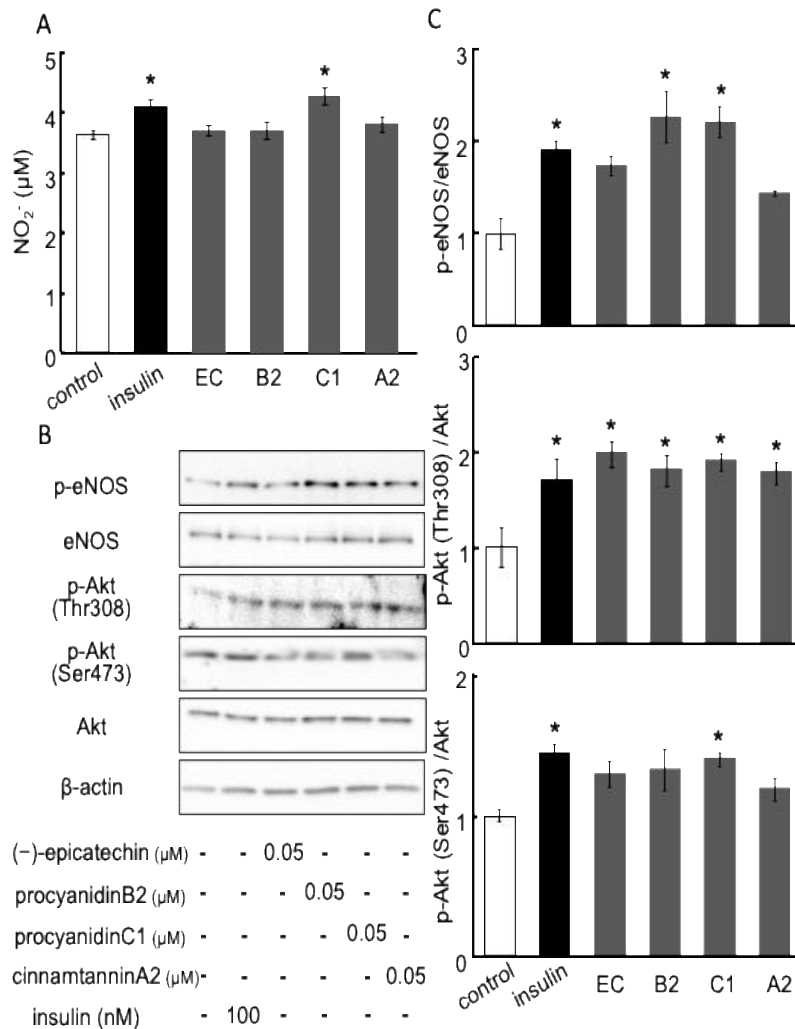 A
NO₂⁻ (μM)
5
4
3
2
1
0
*
*
control
insulin
EC
B2
C1
A2
B
p-eNOS
eNOS
p-Akt
(Thr308)
p-Akt
(Ser473)
Akt
β-actin
(−)-epicatechin (μM) - - 0.05 - - -
procyanidinB2 (μM) - - - 0.05 - -
procyanidinC1 (μM) - - - - 0.05 -
cinnamtanninA2 (μM) - - - - - 0.05
insulin (nM) - 100 - - - -
C
p-eNOS/eNOS
3
2
1
0
*
*
*
p-Akt (Thr308) /Akt
3
2
1
0
*
*
*
*
*
p-Akt (Ser473) /Akt
2
1
0
*
*
control
insulin
EC
B2
C1
A2